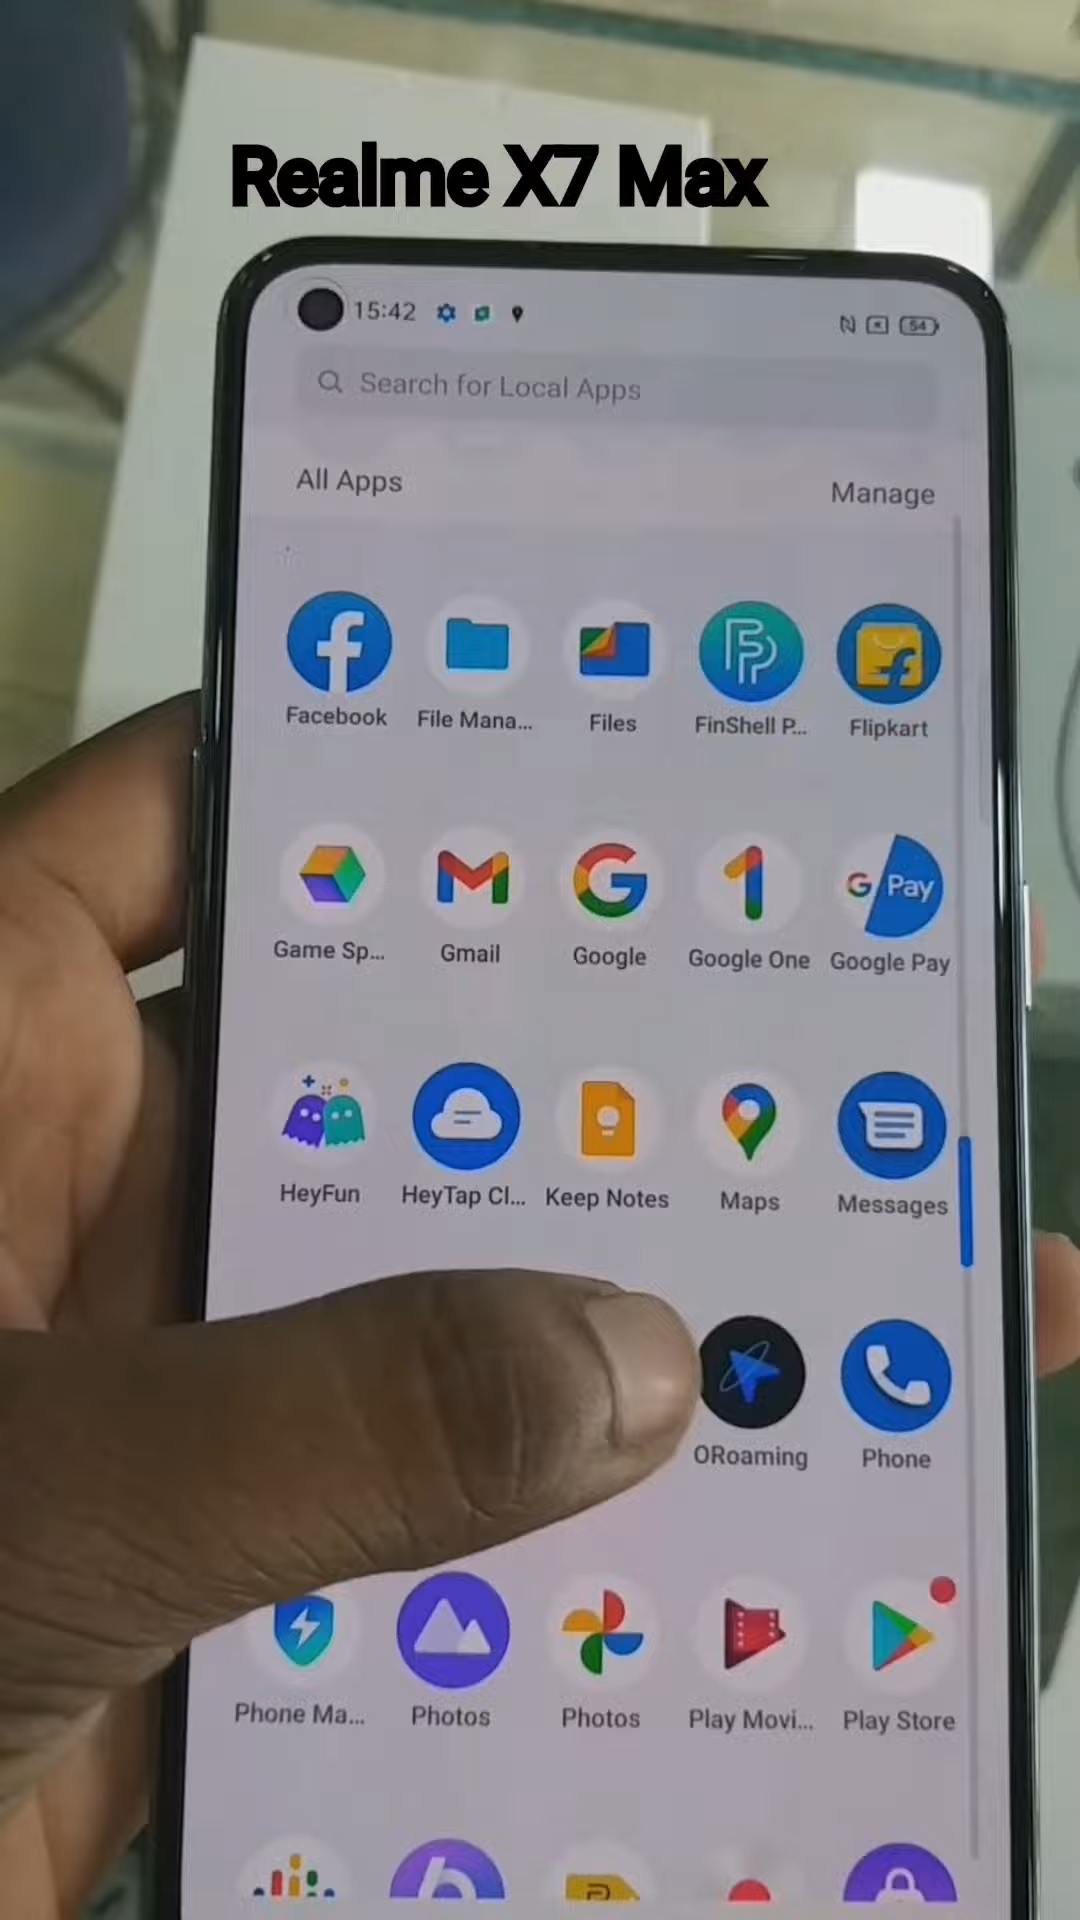 Realme X7 Max
15:42
54
Search for Local Apps
All Apps
Manage
Facebook
File Mana...
Files
FinShell P...
Flipkart
G Pay
Game Sp...
Gmail
Google
Google One
Google Pay
HeyFun
HeyTap Cl...
Keep Notes
Maps
Messages
ORoaming
Phone
Phone Ma...
Photos
Photos
Play Movi...
Play Store